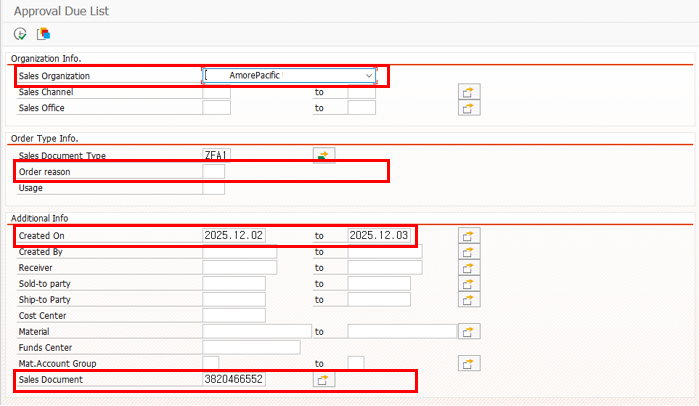 Approval Due List
Organization Info.
Sales Organization AmorePacific
Sales Channel to
Sales Office to
Order Type Info.
Sales Document Type ZFA1
Order reason
Usage
Additional Info
Created On 2025.12.02 to 2025.12.03
Created By to
Receiver to
Sold-to party to
Ship-to Party to
Cost Center
Material to
Funds Center
Mat.Account Group to
Sales Document 3820466552